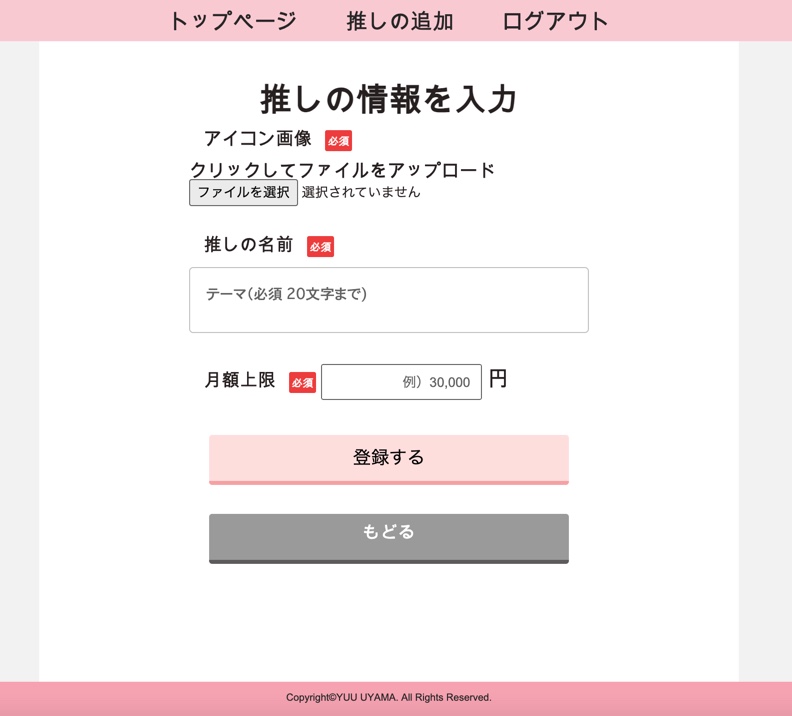 トップページ 推しの追加 ログアウト
推しの情報を入力
アイコン画像 必須
クリックしてファイルをアップロード
ファイルを選択 選択されていません
推しの名前 必須
テーマ(必須 20文字まで)
月額上限 必須 例）30,000 円
登録する
もどる
Copyright©YUU UYAMA. All Rights Reserved.